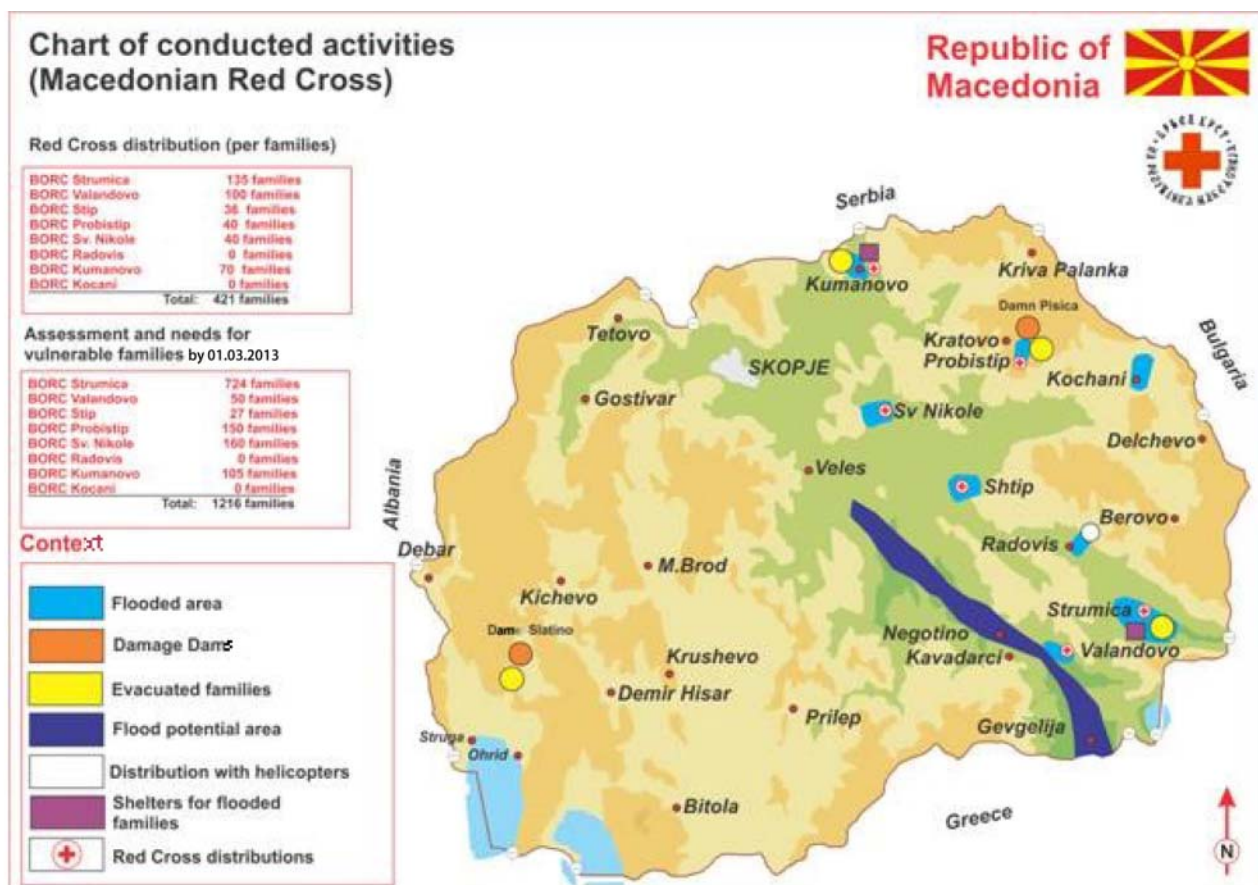 Chart of conducted activities
(Macedonian Red Cross)
Republic of
Macedonia
Red Cross distribution (per families)
BORC Strumica 135 families
BORC Valandovo 100 families
BORC Stip 36 families
BORC Probistip 40 families
BORC Sv. Nikole 40 families
BORC Radovis 0 families
BORC Kumanovo 70 families
BORC Kocani 0 families
Total: 421 families
Assessment and needs for
vulnerable families by 01.03.2013
BORC Strumica 724 families
BORC Valandovo 50 families
BORC Stip 27 families
BORC Probistip 150 families
BORC Sv. Nikole 160 families
BORC Radovis 0 families
BORC Kumanovo 105 families
BORC Kocani 0 families
Total: 1216 families
Context
Flooded area
Damage Dams
Evacuated families
Flood potential area
Distribution with helicopters
Shelters for flooded
families
Red Cross distributions
Serbia
Kumanovo
Kriva Palanka
Damn Pisica
Tetovo
Kratovo
Probistip
Bulgaria
SKOPJE
Kochani
Gostivar
Sv Nikole
Delchevo
Veles
Albania
Shtip
Berovo
Debar
Radovis
M.Brod
Kichevo
Strumica
Slatino
Negotino
Valandovo
Kavadarci
Krushevo
Demir Hisar
Prilep
Gevgelija
Struga
Ohrid
Bitola
Greece
N